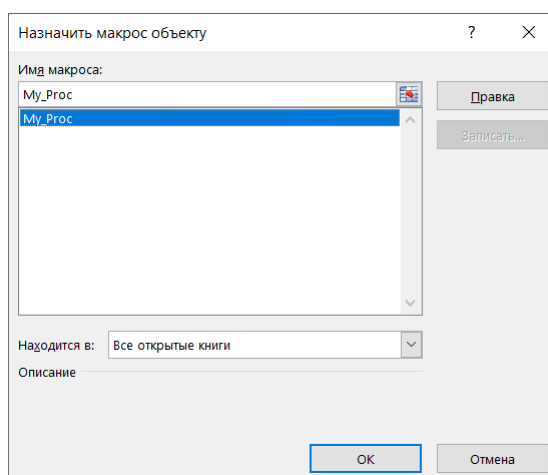 Назначить макрос объекту
?
Имя макроса:
My_Proc
Правка
My_Proc
Записать...
Находится в:
Все открытые книги
Описание
ОК
Отмена